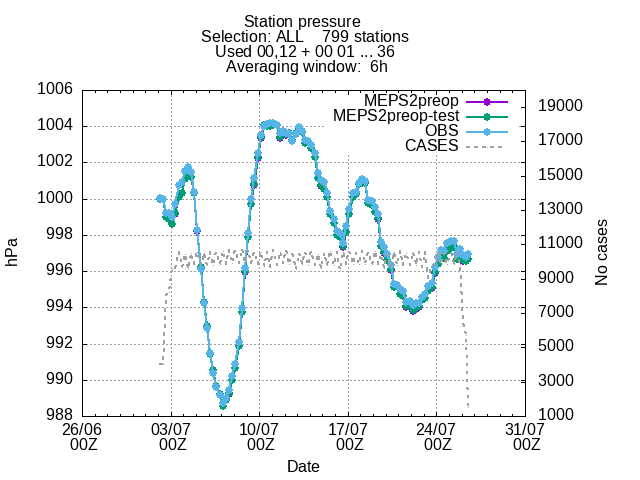 Station pressure
Selection: ALL 799 stations
Used 00,12 + 00 01 ... 36
Averaging window: 6h
MEPS2preop
MEPS2preop-test
OBS
CASES
1006
1004
1002
1000
998
996
994
992
990
988
hPa
19000
17000
15000
13000
11000
9000
7000
5000
3000
1000
No cases
26/06 03/07 10/07 17/07 24/07 31/07
00Z 00Z 00Z 00Z 00Z 00Z
Date